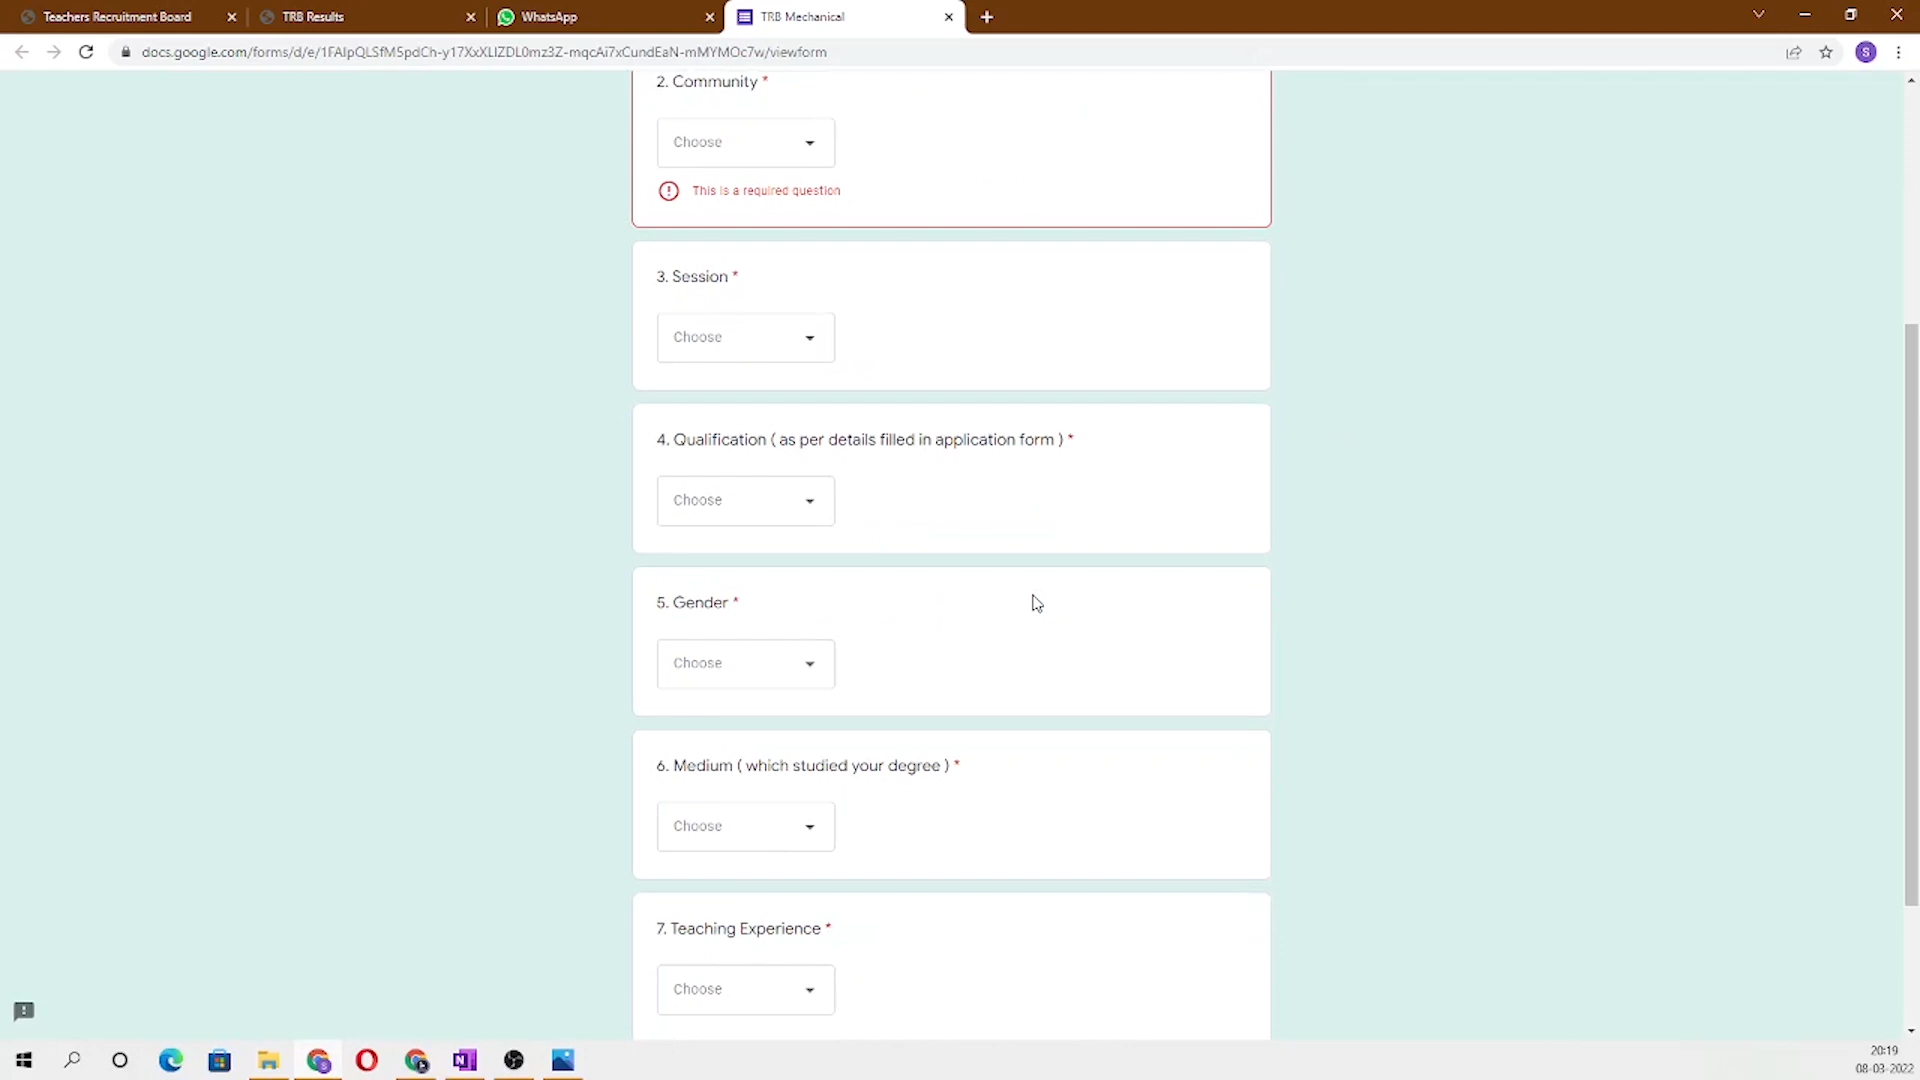 Teachers Recruitment Board
TRB Results
WhatsApp
TRB Mechanical
docs.google.com/forms/d/e/1FAIpQLSfM5pdCh-y17XxXLIZDL0mz3Z-mqcAi7xCundEaN-mMYMOc7w/viewform
S
2. Community *
Choose
This is a required question
3. Session *
Choose
4. Qualification ( as per details filled in application form ) *
Choose
5. Gender *
Choose
6. Medium ( which studied your degree ) *
Choose
7. Teaching Experience *
Choose
20:19
08-03-2022